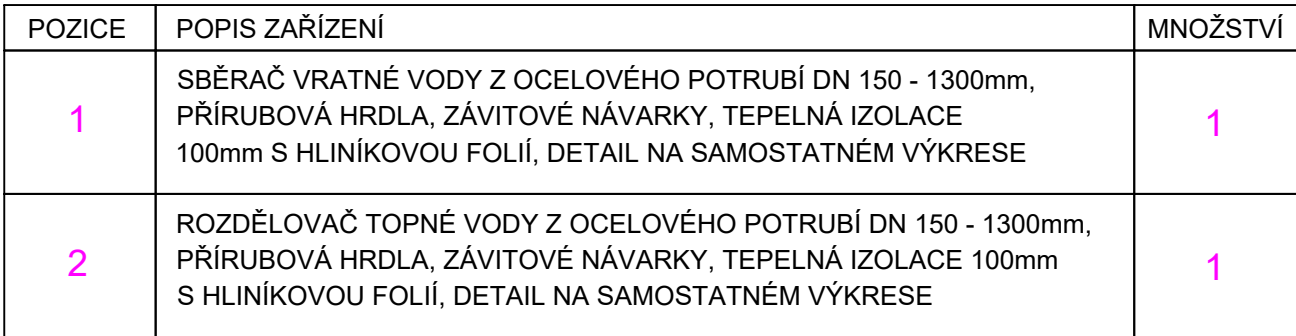 POZICE POPIS ZAŘÍZENÍ MNOŽSTVÍ
SBĚRAČ VRATNÉ VODY Z OCELOVÉHO POTRUBÍ DN 150 - 1300mm,
1 PŘÍRUBOVÁ HRDLA, ZÁVITOVÉ NÁVARKY, TEPELNÁ IZOLACE 1
100mm S HLINÍKOVOU FOLIÍ, DETAIL NA SAMOSTATNÉM VÝKRESE
ROZDĚLOVAČ TOPNÉ VODY Z OCELOVÉHO POTRUBÍ DN 150 - 1300mm,
2 PŘÍRUBOVÁ HRDLA, ZÁVITOVÉ NÁVARKY, TEPELNÁ IZOLACE 100mm 1
S HLINÍKOVOU FOLIÍ, DETAIL NA SAMOSTATNÉM VÝKRESE